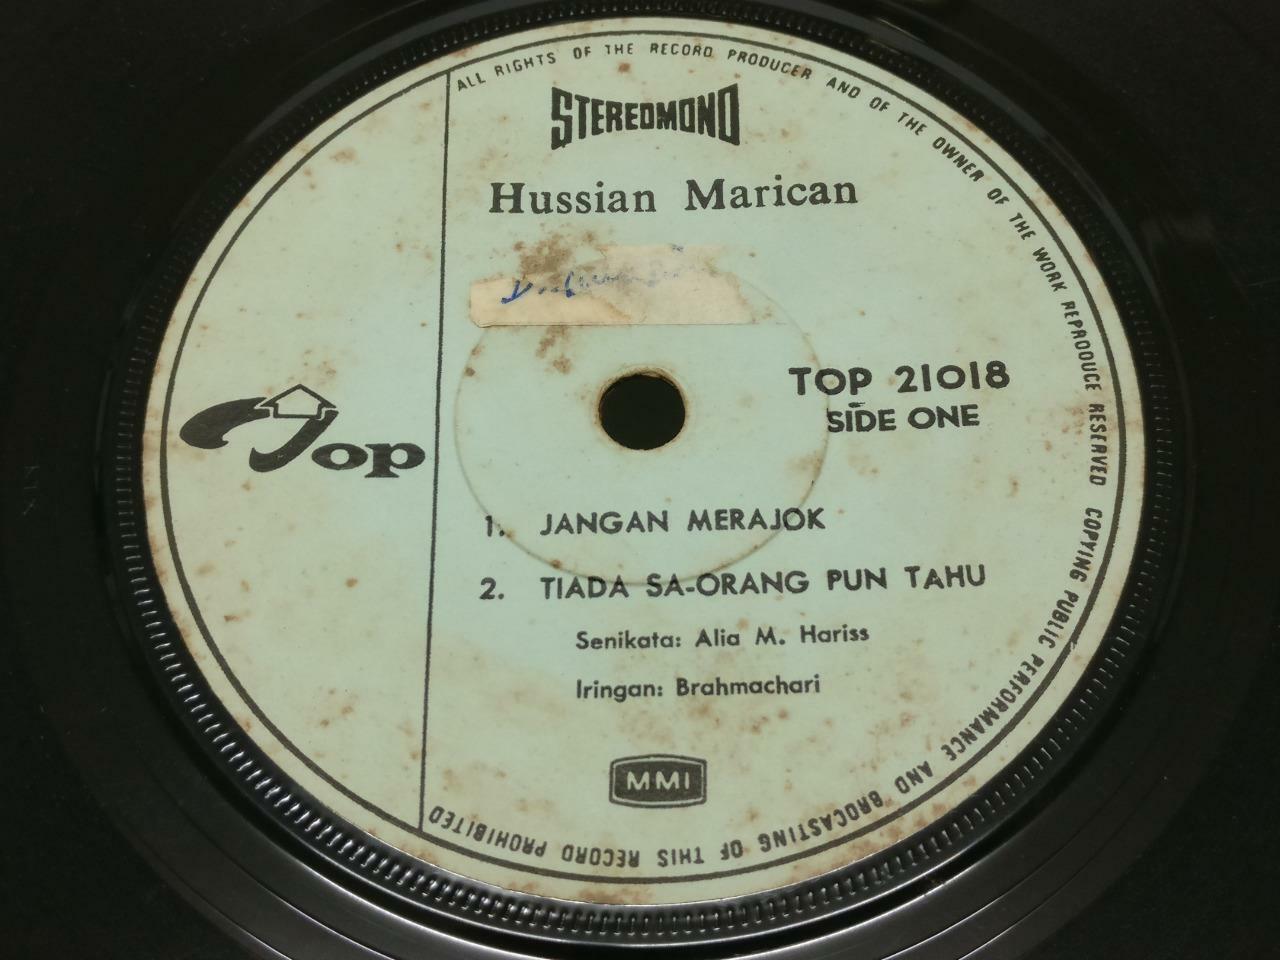 ALL RIGHTS OF THE RECORD PRODUCER AND OF THE OWNER OF THE WORK REPRODUCE RESERVED COPYING PUBLIC PERFORMANCE AND BROCASTING OF THIS RECORD PROHIBITED
STEREOMONO
Hussian Marican
TOP 21018
SIDE ONE
Top
1. JANGAN MERAJOK
2. TIADA SA-ORANG PUN TAHU
Senikata: Alia M. Hariss
Iringan: Brahmachari
MMI